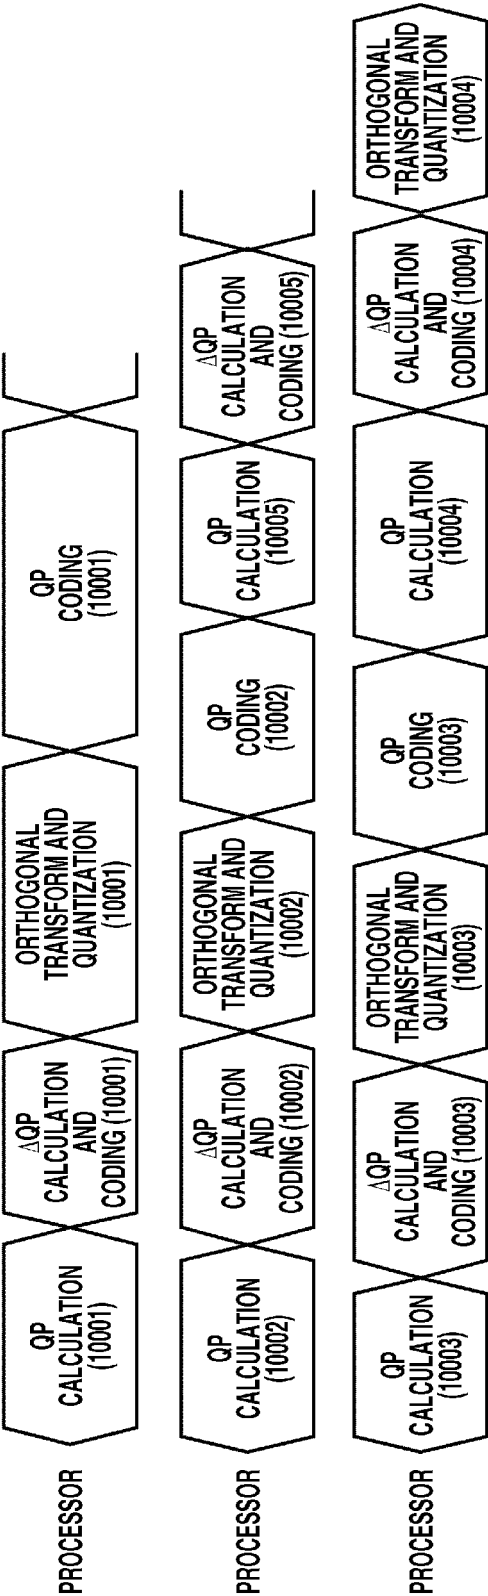 PROCESSOR
QP
CALCULATION
(10001)
ΔQP
CALCULATION
AND
CODING (10001)
ORTHOGONAL
TRANSFORM AND
QUANTIZATION
(10001)
QP
CODING
(10001)
PROCESSOR
QP
CALCULATION
(10002)
ΔQP
CALCULATION
AND
CODING (10002)
ORTHOGONAL
TRANSFORM AND
QUANTIZATION
(10002)
QP
CODING
(10002)
QP
CALCULATION
(10005)
ΔQP
CALCULATION
AND
CODING (10005)
PROCESSOR
QP
CALCULATION
(10003)
ΔQP
CALCULATION
AND
CODING (10003)
ORTHOGONAL
TRANSFORM AND
QUANTIZATION
(10003)
QP
CODING
(10003)
QP
CALCULATION
(10004)
ΔQP
CALCULATION
AND
CODING (10004)
ORTHOGONAL
TRANSFORM AND
QUANTIZATION
(10004)